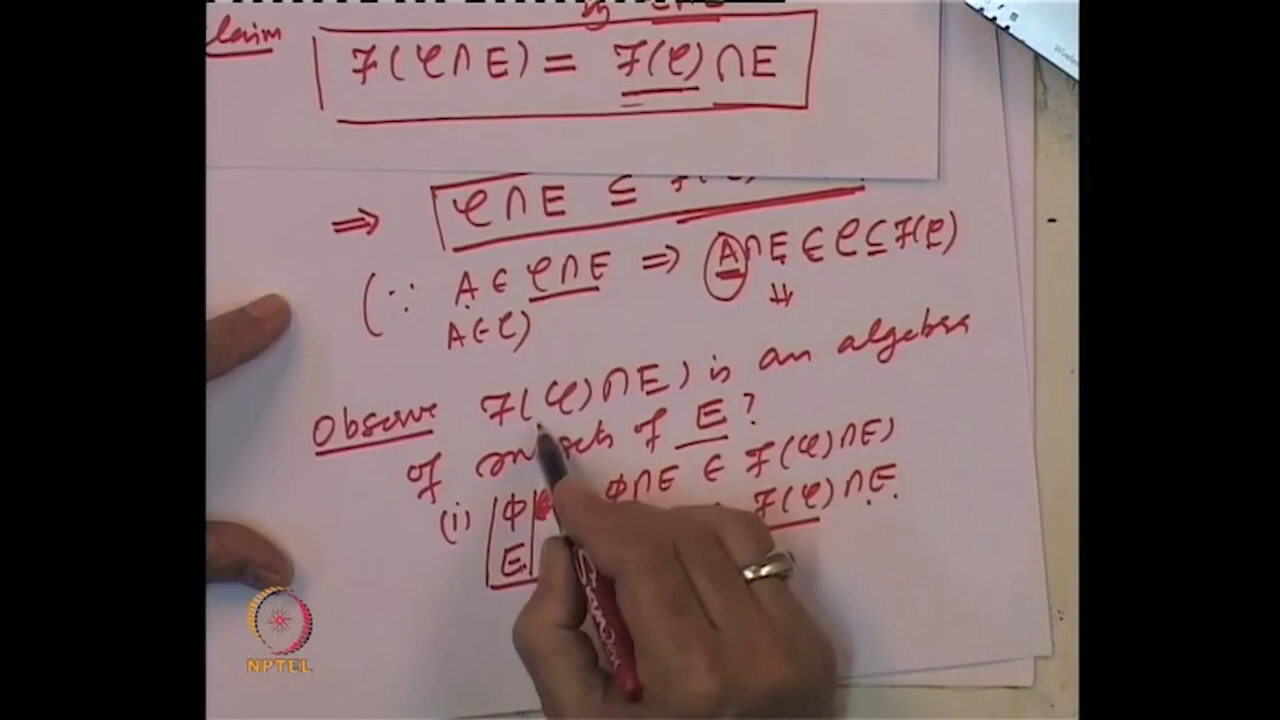 Claim
F(𝒞∩E) = F(𝒞)∩E
⇒ 𝒞∩E ⊆
(∵ A ∈ 𝒞∩E ⇒ A∩E ∈ 𝒞 ⊆ F(𝒞)
A ∈ 𝒞)
⇓
Observe F(𝒞)∩E) is an algebra
of subsets of E?
(i) ϕ ϕ∩E ∈ F(𝒞)∩E)
E F(𝒞)∩E
NPTEL